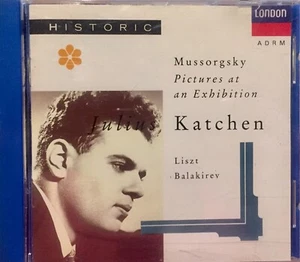 HISTORIC
LONDON
ADRM
Mussorgsky
Pictures at
an Exhibition
Julius Katchen
Liszt
Balakirev